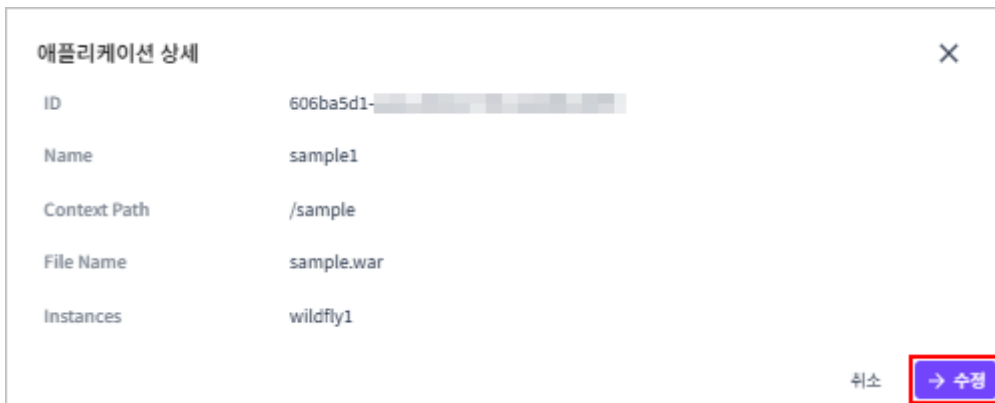 애플리케이션 상세
ID 606ba5d1-
Name sample1
Context Path /sample
File Name sample.war
Instances wildfly1
취소 → 수정